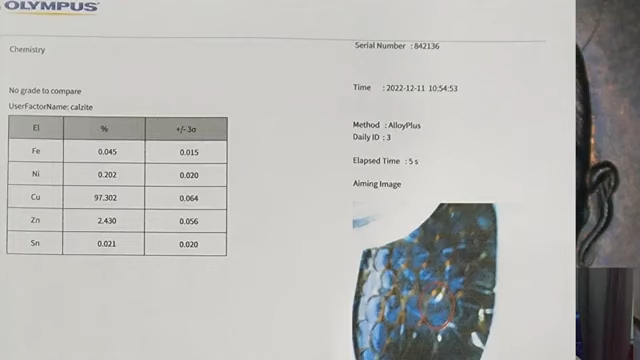 OLYMPUS
Chemistry
No grade to compare
UserFactorName: calzite
El % +/- 3σ
Fe 0.045 0.015
Ni 0.202 0.020
Cu 97.302 0.064
Zn 2.430 0.056
Sn 0.021 0.020
Serial Number : 842136
Time : 2022-12-11 10:54:53
Method : AlloyPlus
Daily ID : 3
Elapsed Time : 5 s
Aiming Image